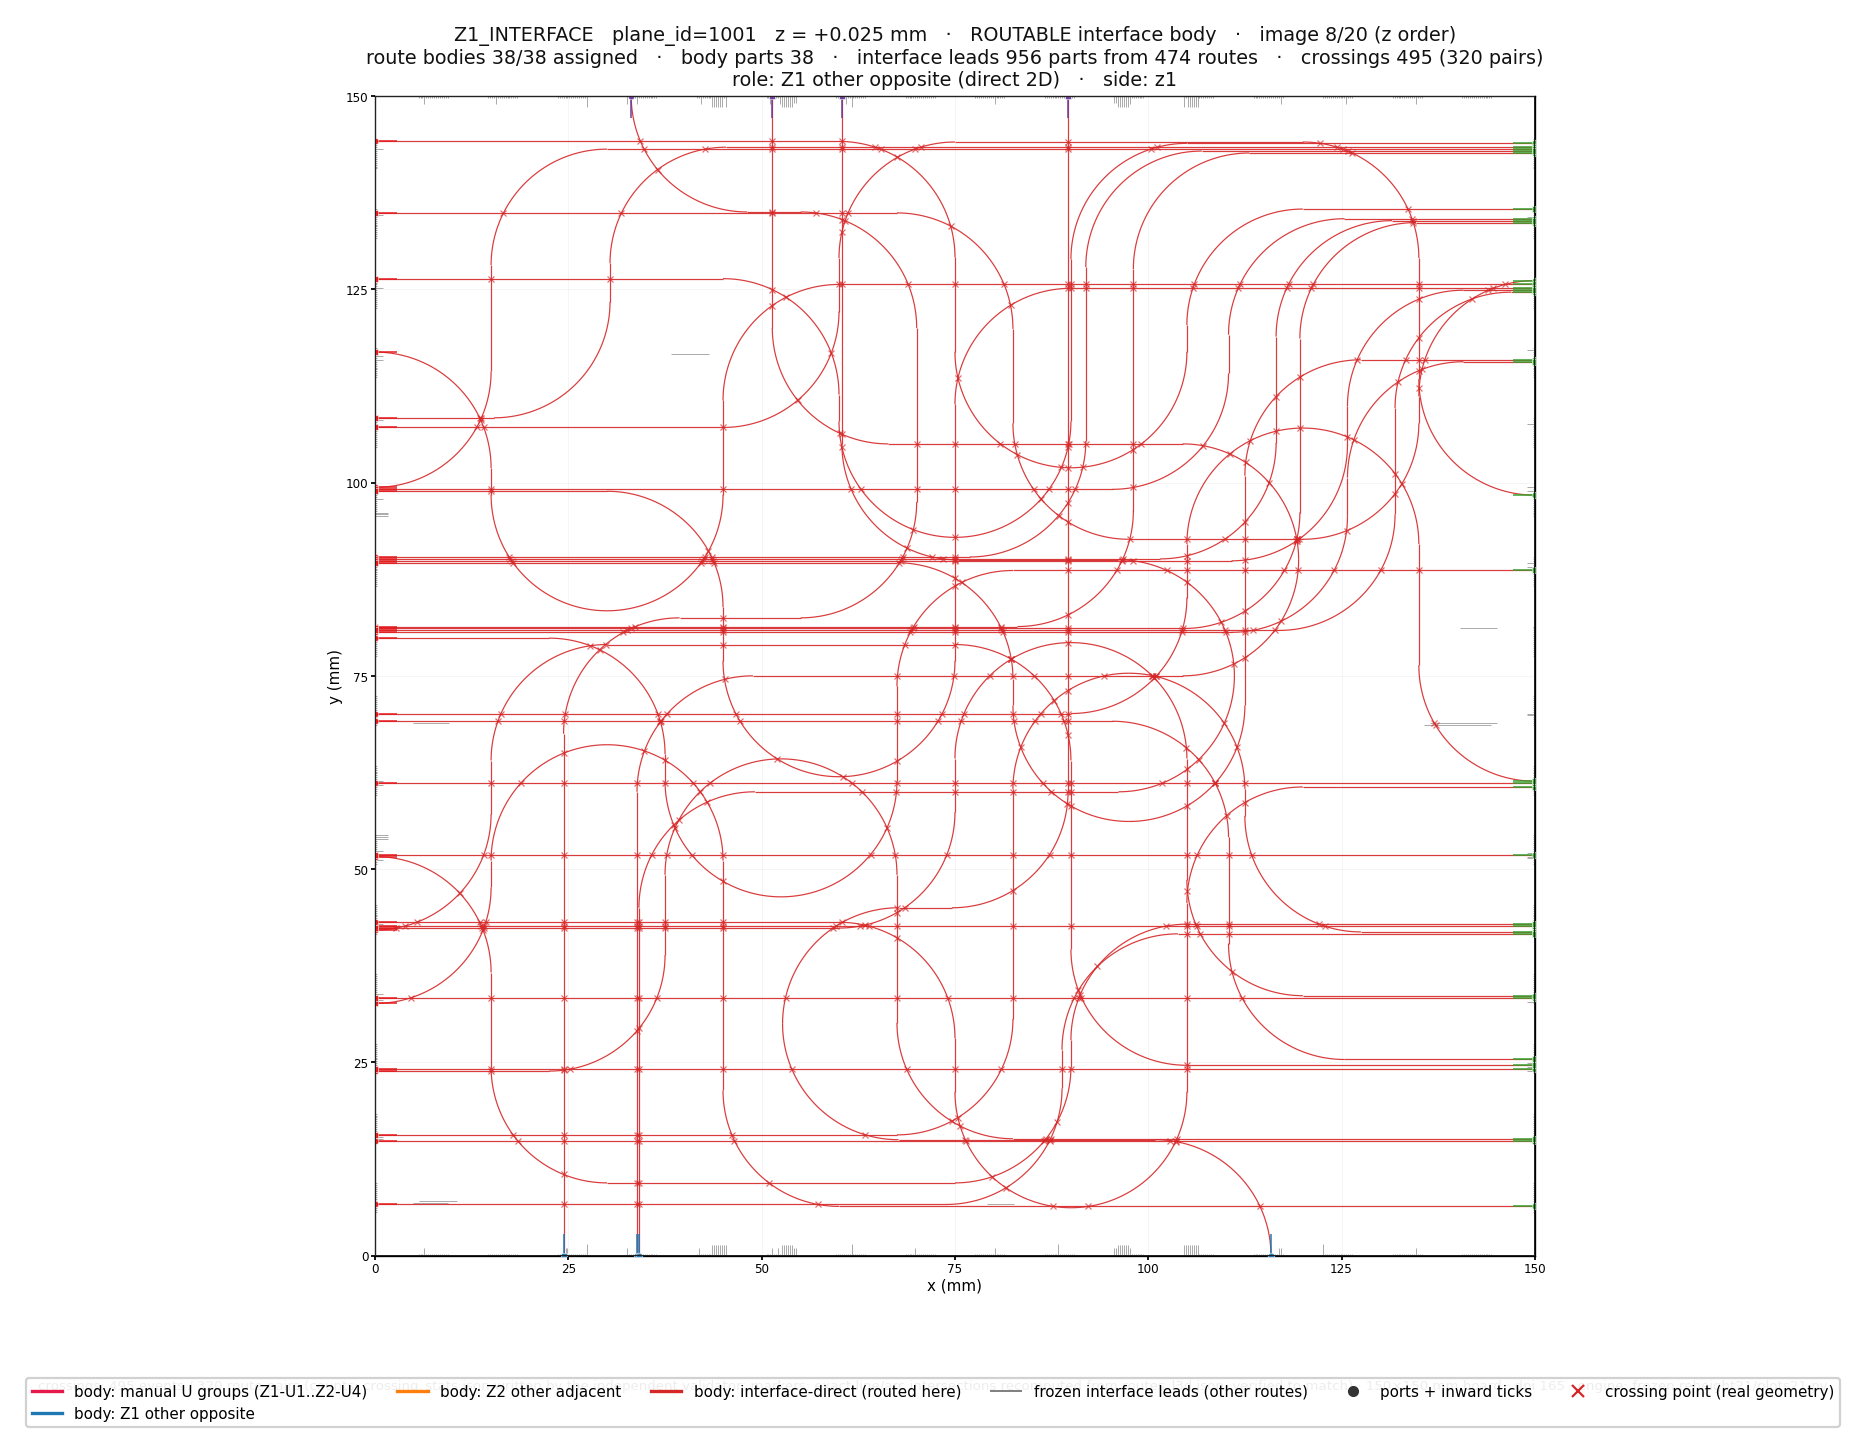 Z1_INTERFACE plane_id=1001 z = +0.025 mm · ROUTABLE interface body · image 8/20 (z order)
route bodies 38/38 assigned · body parts 38 · interface leads 956 parts from 474 routes · crossings 495 (320 pairs)
role: Z1 other opposite (direct 2D) · side: z1
150
125
100
75
50
25
0
y (mm)
0 25 50 75 100 125 150
x (mm)
body: manual U groups (Z1-U1..Z2-U4)
body: Z1 other opposite
body: Z2 other adjacent
body: interface-direct (routed here)
frozen interface leads (other routes)
ports + inward ticks
crossing point (real geometry)